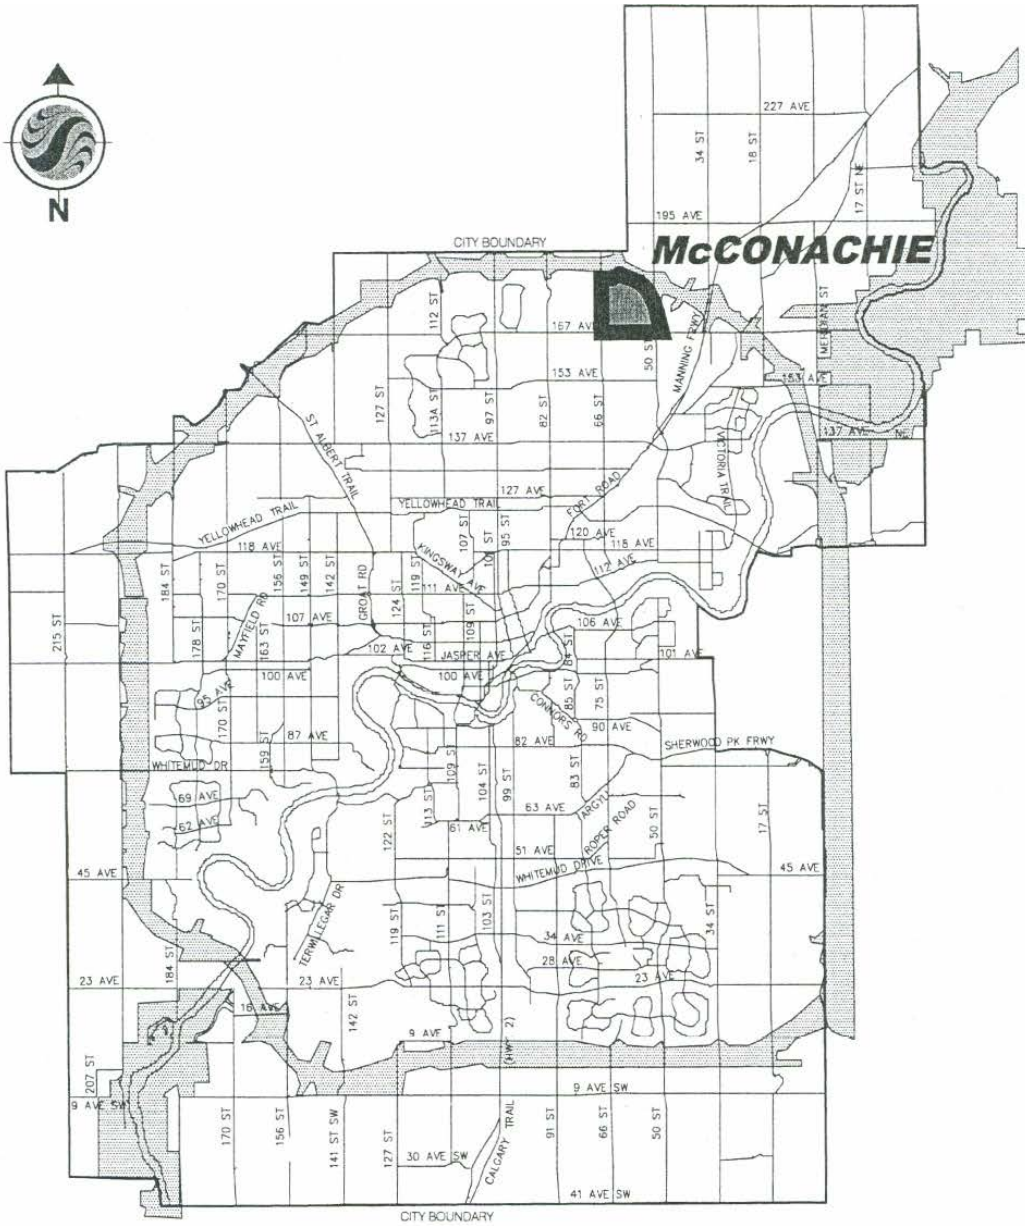 227 AVE
34 ST
18 ST
17 ST NE
N
195 AVE
CITY BOUNDARY
McCONACHIE
112 ST
167 AVE
50 ST
MANNING FRWY
MERIDIAN ST
153 AVE
153 AVE
127 ST
113A ST
97 ST
82 ST
66 ST
ST ALBERT TRAIL
137 AVE
VICTORIA TRAIL
137 AVE NE
127 AVE
FORT ROAD
YELLOWHEAD TRAIL
YELLOWHEAD TRAIL
107 ST
101 ST
95 ST
120 AVE
118 AVE
118 AVE
KINGSWAY AVE
112 AVE
184 ST
170 ST
156 ST
149 ST
142 ST
GROAT RD
124 ST
119 ST
111 AVE
215 ST
178 ST
MAYFIELD RD
163 ST
107 AVE
116 ST
109 ST
106 AVE
102 AVE
JASPER AVE
84 ST
101 AVE
100 AVE
100 AVE
95 AVE
170 ST
85 ST
75 ST
CONNORS RD
90 AVE
87 AVE
159 ST
82 AVE
SHERWOOD PK FRWY
WHITEMUD DR
109 S
104 ST
99 ST
83 ST
69 AVE
62 AVE
122 ST
113 ST
63 AVE
ARGYLL
61 AVE
ROPER ROAD
50 ST
17 ST
51 AVE
WHITEMUD DRIVE
45 AVE
45 AVE
TERWILLEGAR DR
119 ST
111 ST
103 ST
34 AVE
34 ST
28 AVE
184 ST
23 AVE
23 AVE
23 AVE
16 AVE
142 ST
9 AVE
(HWY 2)
207 ST
9 AVE SW
9 AVE SW
170 ST
156 ST
141 ST SW
127 ST
30 AVE SW
CALGARY TRAIL
91 ST
66 ST
50 ST
41 AVE SW
CITY BOUNDARY